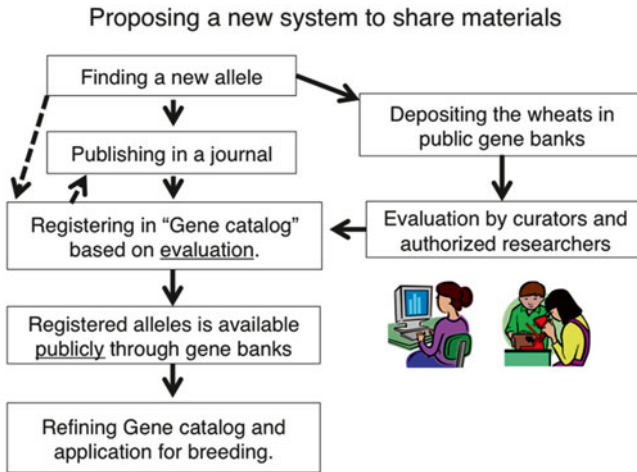 Proposing a new system to share materials
Finding a new allele
Depositing the wheats in
public gene banks
Publishing in a journal
Registering in “Gene catalog”
based on evaluation.
Evaluation by curators and
authorized researchers
Registered alleles is available
publicly through gene banks
Refining Gene catalog and
application for breeding.